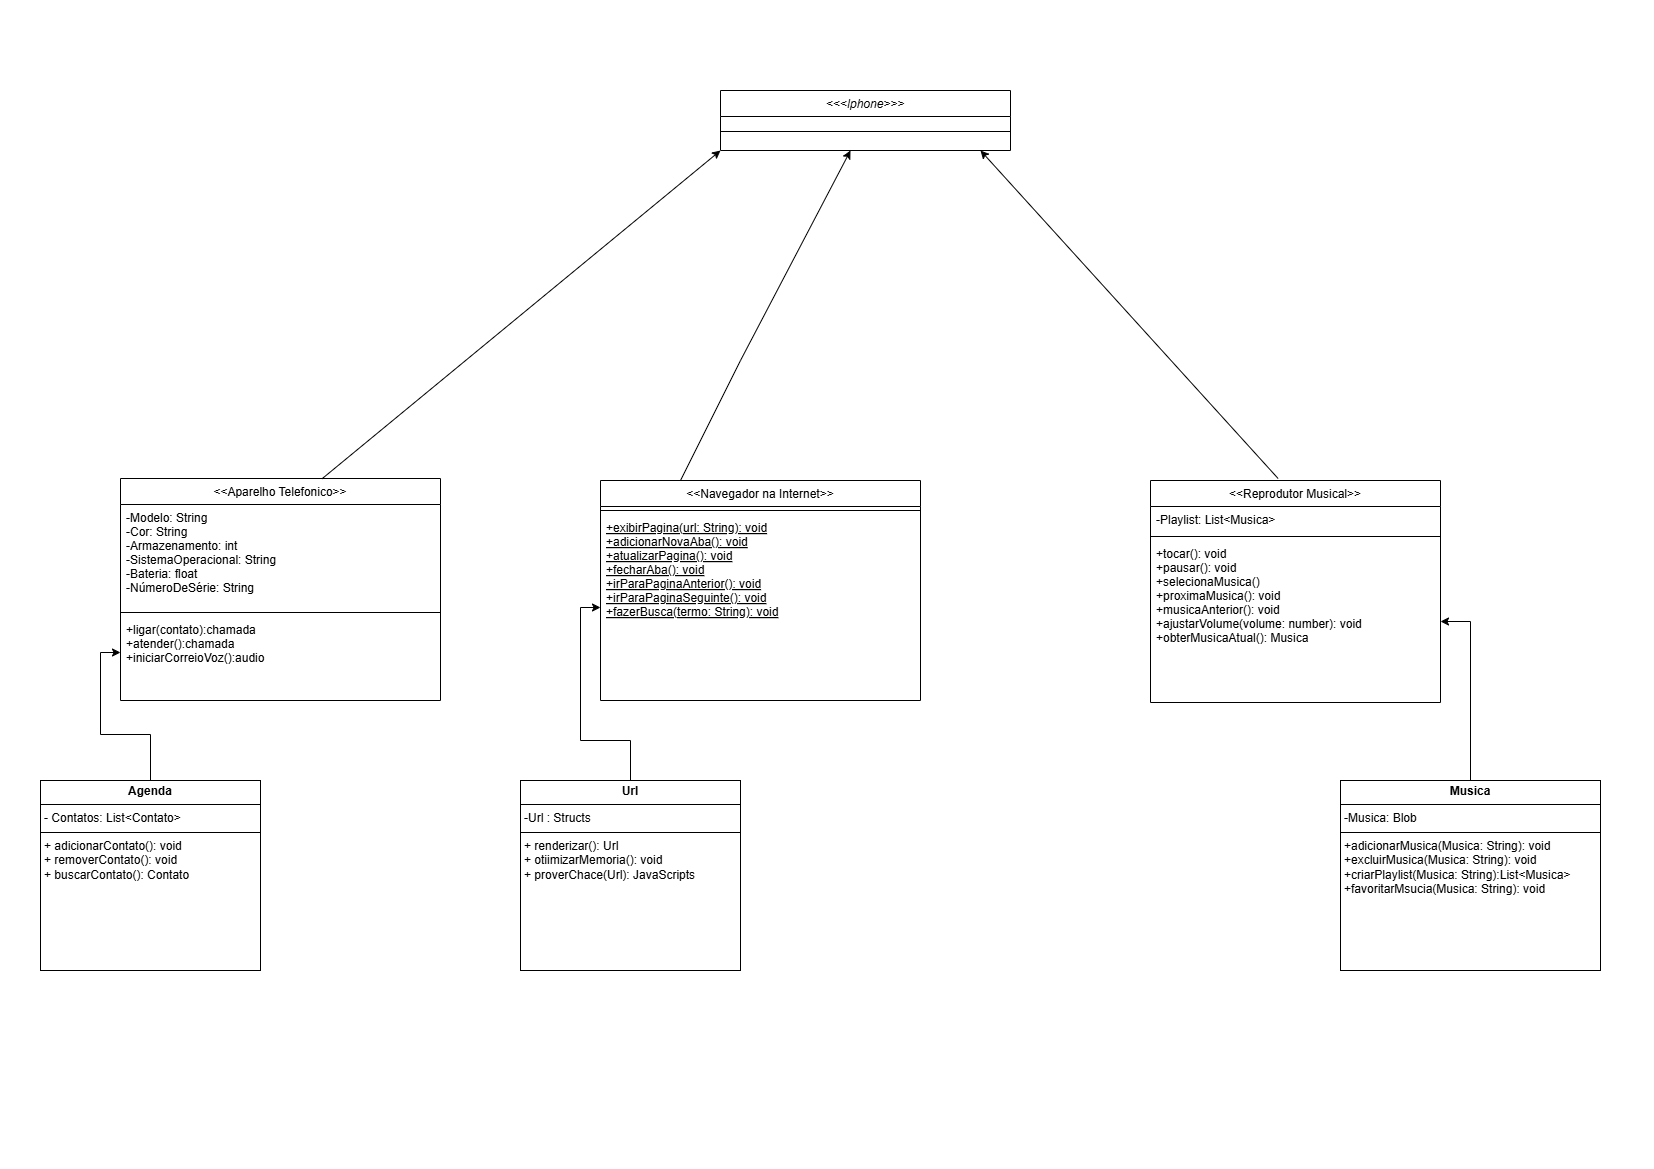 <<<Iphone>>>
<<Aparelho Telefonico>>
-Modelo: String
-Cor: String
-Armazenamento: int
-SistemaOperacional: String
-Bateria: float
-NúmeroDeSérie: String
+ligar(contato):chamada
+atender():chamada
+iniciarCorreioVoz():audio
<<Navegador na Internet>>
+exibirPagina(url: String): void
+adicionarNovaAba(): void
+atualizarPagina(): void
+fecharAba(): void
+irParaPaginaAnterior(): void
+irParaPaginaSeguinte(): void
+fazerBusca(termo: String): void
<<Reprodutor Musical>>
-Playlist: List<Musica>
+tocar(): void
+pausar(): void
+selecionaMusica()
+proximaMusica(): void
+musicaAnterior(): void
+ajustarVolume(volume: number): void
+obterMusicaAtual(): Musica
Agenda
- Contatos: List<Contato>
+ adicionarContato(): void
+ removerContato(): void
+ buscarContato(): Contato
Url
-Url : Structs
+ renderizar(): Url
+ otiimizarMemoria(): void
+ proverChace(Url): JavaScripts
Musica
-Musica: Blob
+adicionarMusica(Musica: String): void
+excluirMusica(Musica: String): void
+criarPlaylist(Musica: String):List<Musica>
+favoritarMsucia(Musica: String): void